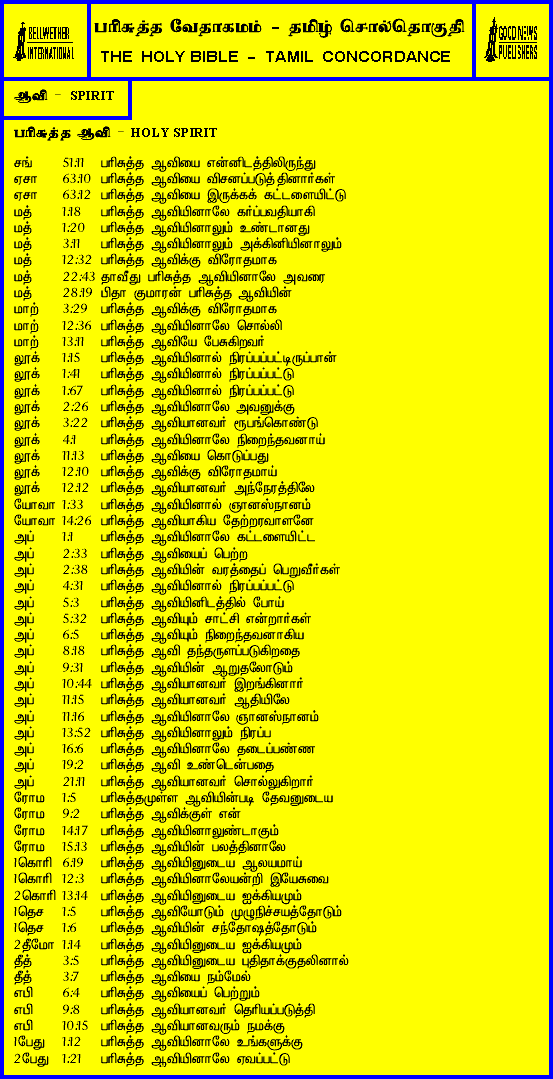 BELLWETHER
INTERNATIONAL
பரிசுத்த வேதாகமம் - தமிழ் சொல்தொகுதி
THE HOLY BIBLE - TAMIL CONCORDANCE
GOOD NEWS
PUBLISHERS
ஆவி - SPIRIT
பரிசுத்த ஆவி - HOLY SPIRIT
சங் 51:11 பரிசுத்த ஆவியை என்னிடத்திலிருந்து
ஏசா 63:10 பரிசுத்த ஆவியை விசனப்படுத்தினார்கள்
ஏசா 63:12 பரிசுத்த ஆவியை இருக்கக் கட்டளையிட்டு
மத் 1:18 பரிசுத்த ஆவியினாலே கர்ப்பவதியாகி
மத் 1:20 பரிசுத்த ஆவியினாலும் உண்டானது
மத் 3:11 பரிசுத்த ஆவியினாலும் அக்கினியினாலும்
மத் 12:32 பரிசுத்த ஆவிக்கு விரோதமாக
மத் 22:43 தாவீது பரிசுத்த ஆவியினாலே அவரை
மத் 28:19 பிதா குமாரன் பரிசுத்த ஆவியின்
மாற் 3:29 பரிசுத்த ஆவிக்கு விரோதமாக
மாற் 12:36 பரிசுத்த ஆவியினாலே சொல்லி
மாற் 13:11 பரிசுத்த ஆவியே பேசுகிறவர்
லூக் 1:15 பரிசுத்த ஆவியினால் நிரப்பப்பட்டிருப்பான்
லூக் 1:41 பரிசுத்த ஆவியினால் நிரப்பப்பட்டு
லூக் 1:67 பரிசுத்த ஆவியினால் நிரப்பப்பட்டு
லூக் 2:26 பரிசுத்த ஆவியினாலே அவனுக்கு
லூக் 3:22 பரிசுத்த ஆவியானவர் ரூபங்கொண்டு
லூக் 4:1 பரிசுத்த ஆவியினாலே நிறைந்தவனாய்
லூக் 11:13 பரிசுத்த ஆவியை கொடுப்பது
லூக் 12:10 பரிசுத்த ஆவிக்கு விரோதமாய்
லூக் 12:12 பரிசுத்த ஆவியானவர் அந்நேரத்திலே
யோவா 1:33 பரிசுத்த ஆவியினால் ஞானஸ்நானம்
யோவா 14:26 பரிசுத்த ஆவியாகிய தேற்றரவாளனே
அப் 1:1 பரிசுத்த ஆவியினாலே கட்டளையிட்ட
அப் 2:33 பரிசுத்த ஆவியைப் பெற்ற
அப் 2:38 பரிசுத்த ஆவியின் வரத்தைப் பெறுவீர்கள்
அப் 4:31 பரிசுத்த ஆவியினால் நிரப்பப்பட்டு
அப் 5:3 பரிசுத்த ஆவியினிடத்தில் போய்
அப் 5:32 பரிசுத்த ஆவியும் சாட்சி என்றார்கள்
அப் 6:5 பரிசுத்த ஆவியும் நிறைந்தவனாகிய
அப் 8:18 பரிசுத்த ஆவி தந்தருளப்படுகிறதை
அப் 9:31 பரிசுத்த ஆவியின் ஆறுதலோடும்
அப் 10:44 பரிசுத்த ஆவியானவர் இறங்கினார்
அப் 11:15 பரிசுத்த ஆவியானவர் ஆதியிலே
அப் 11:16 பரிசுத்த ஆவியினாலே ஞானஸ்நானம்
அப் 13:52 பரிசுத்த ஆவியினாலும் நிரப்ப
அப் 16:6 பரிசுத்த ஆவியினாலே தடைப்பண்ண
அப் 19:2 பரிசுத்த ஆவி உண்டென்பதை
அப் 21:11 பரிசுத்த ஆவியானவர் சொல்லுகிறார்
ரோம 1:5 பரிசுத்தமுள்ள ஆவியின்படி தேவனுடைய
ரோம 9:2 பரிசுத்த ஆவிக்குள் என்
ரோம 14:17 பரிசுத்த ஆவியினாலுண்டாகும்
ரோம 15:13 பரிசுத்த ஆவியின் பலத்தினாலே
1கொரி 6:19 பரிசுத்த ஆவியினுடைய ஆலயமாய்
1கொரி 12:3 பரிசுத்த ஆவியினாலேயன்றி இயேசுவை
2கொரி 13:14 பரிசுத்த ஆவியினுடைய ஐக்கியமும்
1தெச 1:5 பரிசுத்த ஆவியோடும் முழுநிச்சயத்தோடும்
1தெச 1:6 பரிசுத்த ஆவியின் சந்தோஷத்தோடும்
2தீமோ 1:14 பரிசுத்த ஆவியினுடைய ஐக்கியமும்
தீத் 3:5 பரிசுத்த ஆவியினுடைய புதிதாக்குதலினால்
தீத் 3:7 பரிசுத்த ஆவியை நம்மேல்
எபி 6:4 பரிசுத்த ஆவியைப் பெற்றும்
எபி 9:8 பரிசுத்த ஆவியானவர் தெரியப்படுத்தி
எபி 10:15 பரிசுத்த ஆவியானவரும் நமக்கு
1பேது 1:12 பரிசுத்த ஆவியினாலே உங்களுக்கு
2பேது 1:21 பரிசுத்த ஆவியினாலே ஏவப்பட்டு